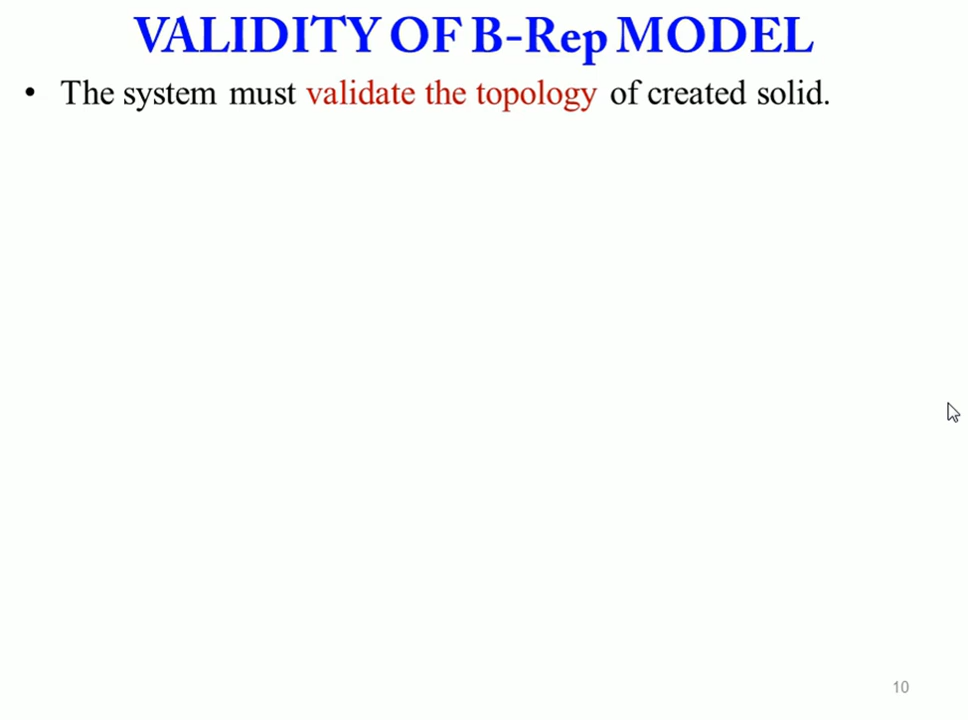 VALIDITY OF B-Rep MODEL
• The system must validate the topology of created solid.
10